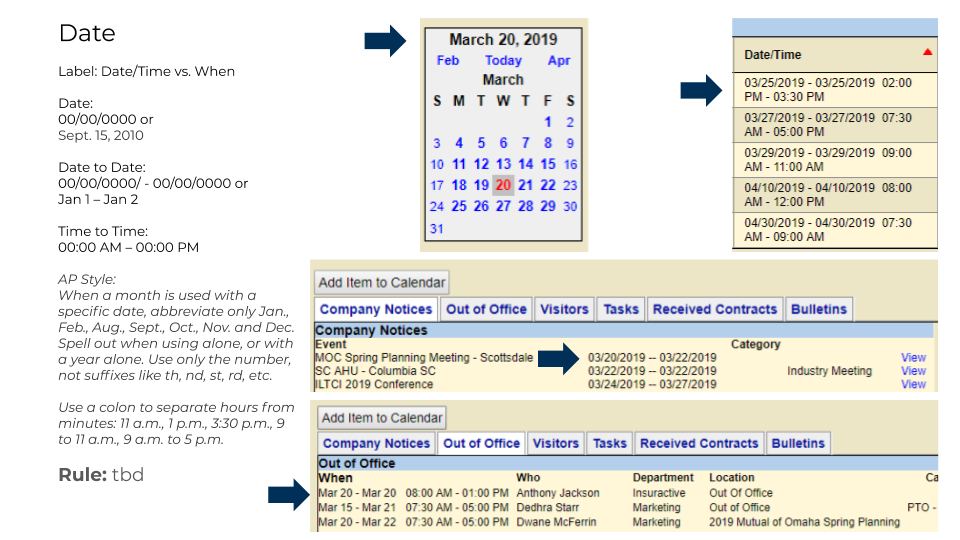 Date
Label: Date/Time vs. When
Date:
00/00/0000 or
Sept. 15, 2010
Date to Date:
00/00/0000/ - 00/00/0000 or
Jan 1 – Jan 2
Time to Time:
00:00 AM – 00:00 PM
AP Style:
When a month is used with a
specific date, abbreviate only Jan.,
Feb., Aug., Sept., Oct., Nov. and Dec.
Spell out when using alone, or with
a year alone. Use only the number,
not suffixes like th, nd, st, rd, etc.
Use a colon to separate hours from
minutes: 11 a.m., 1 p.m., 3:30 p.m., 9
to 11 a.m., 9 a.m. to 5 p.m.
Rule: tbd
March 20, 2019
Feb Today Apr
March
S M T W T F S
1 2
3 4 5 6 7 8 9
10 11 12 13 14 15 16
17 18 19 20 21 22 23
24 25 26 27 28 29 30
31
Date/Time
03/25/2019 - 03/25/2019 02:00
PM - 03:30 PM
03/27/2019 - 03/27/2019 07:30
AM - 05:00 PM
03/29/2019 - 03/29/2019 09:00
AM - 11:00 AM
04/10/2019 - 04/10/2019 08:00
AM - 12:00 PM
04/30/2019 - 04/30/2019 07:30
AM - 09:00 AM
Add Item to Calendar
Company Notices Out of Office Visitors Tasks Received Contracts Bulletins
Company Notices
Event Category
MOC Spring Planning Meeting - Scottsdale 03/20/2019 -- 03/22/2019 View
SC AHU - Columbia SC 03/22/2019 -- 03/22/2019 Industry Meeting View
ILTCI 2019 Conference 03/24/2019 -- 03/27/2019 View
Add Item to Calendar
Company Notices Out of Office Visitors Tasks Received Contracts Bulletins
Out of Office
When Who Department Location Ca
Mar 20 - Mar 20 08:00 AM - 01:00 PM Anthony Jackson Insuractive Out Of Office
Mar 15 - Mar 21 07:30 AM - 05:00 PM Dedhra Starr Marketing Out of Office PTO -
Mar 20 - Mar 22 07:30 AM - 05:00 PM Dwane McFerrin Marketing 2019 Mutual of Omaha Spring Planning